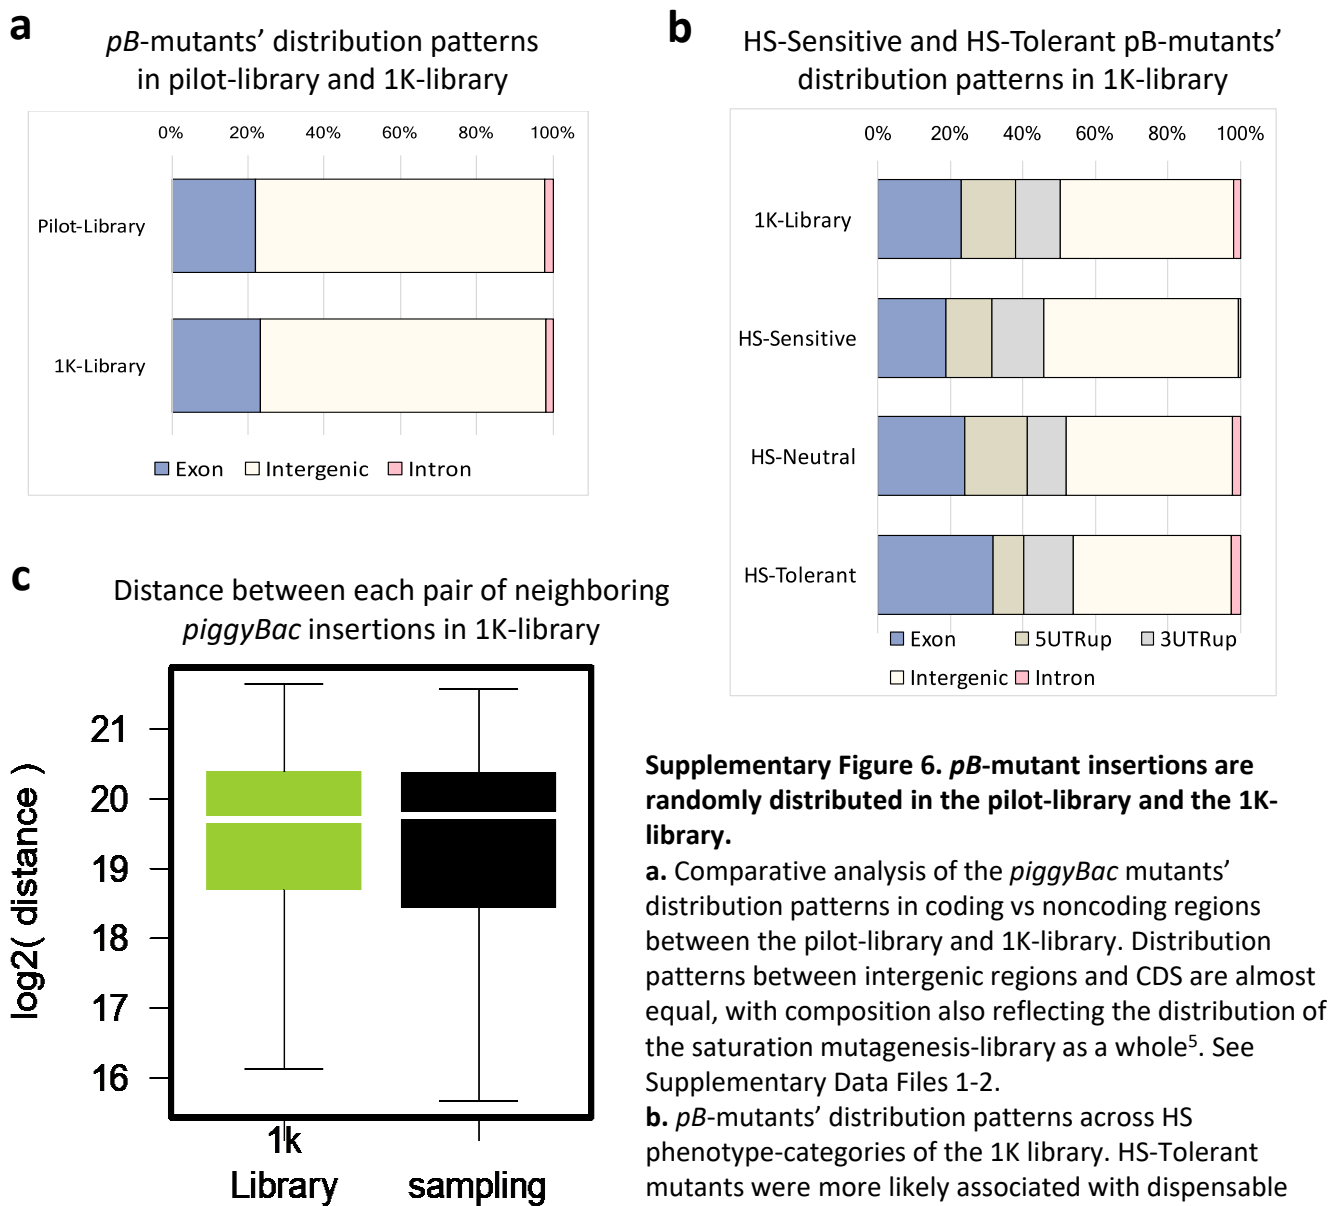 a
pB-mutants’ distribution patterns
in pilot-library and 1K-library
0% 20% 40% 60% 80% 100%
Pilot-Library
1K-Library
Exon Intergenic Intron
b
HS-Sensitive and HS-Tolerant pB-mutants’
distribution patterns in 1K-library
0% 20% 40% 60% 80% 100%
1K-Library
HS-Sensitive
HS-Neutral
HS-Tolerant
Exon 5UTRup 3UTRup
Intergenic Intron
c
Distance between each pair of neighboring
piggyBac insertions in 1K-library
log2( distance )
21
20
19
18
17
16
1k
Library sampling
Supplementary Figure 6. pB-mutant insertions are
randomly distributed in the pilot-library and the 1K-
library.
a. Comparative analysis of the piggyBac mutants’
distribution patterns in coding vs noncoding regions
between the pilot-library and 1K-library. Distribution
patterns between intergenic regions and CDS are almost
equal, with composition also reflecting the distribution of
the saturation mutagenesis-library as a whole⁵. See
Supplementary Data Files 1-2.
b. pB-mutants’ distribution patterns across HS
phenotype-categories of the 1K library. HS-Tolerant
mutants were more likely associated with dispensable